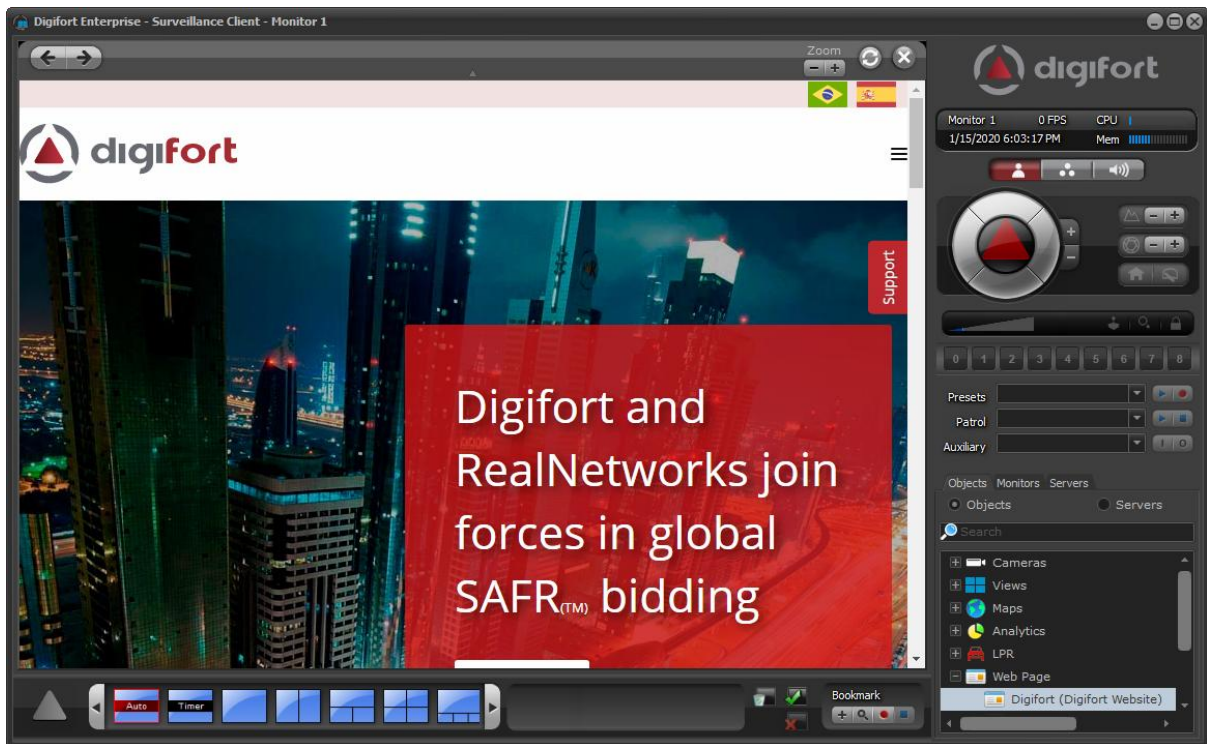 Digifort Enterprise - Surveillance Client - Monitor 1
Zoom
digifort
Support
Digifort and
RealNetworks join
forces in global
SAFR(TM) bidding
Auto
Timer
Bookmark
digifort
Monitor 1 0 FPS CPU
1/15/2020 6:03:17 PM Mem
0 1 2 3 4 5 6 7 8
Presets
Patrol
Auxiliary
I O
Objects Monitors Servers
Objects Servers
Search
Cameras
Views
Maps
Analytics
LPR
Web Page
Digifort (Digifort Website)